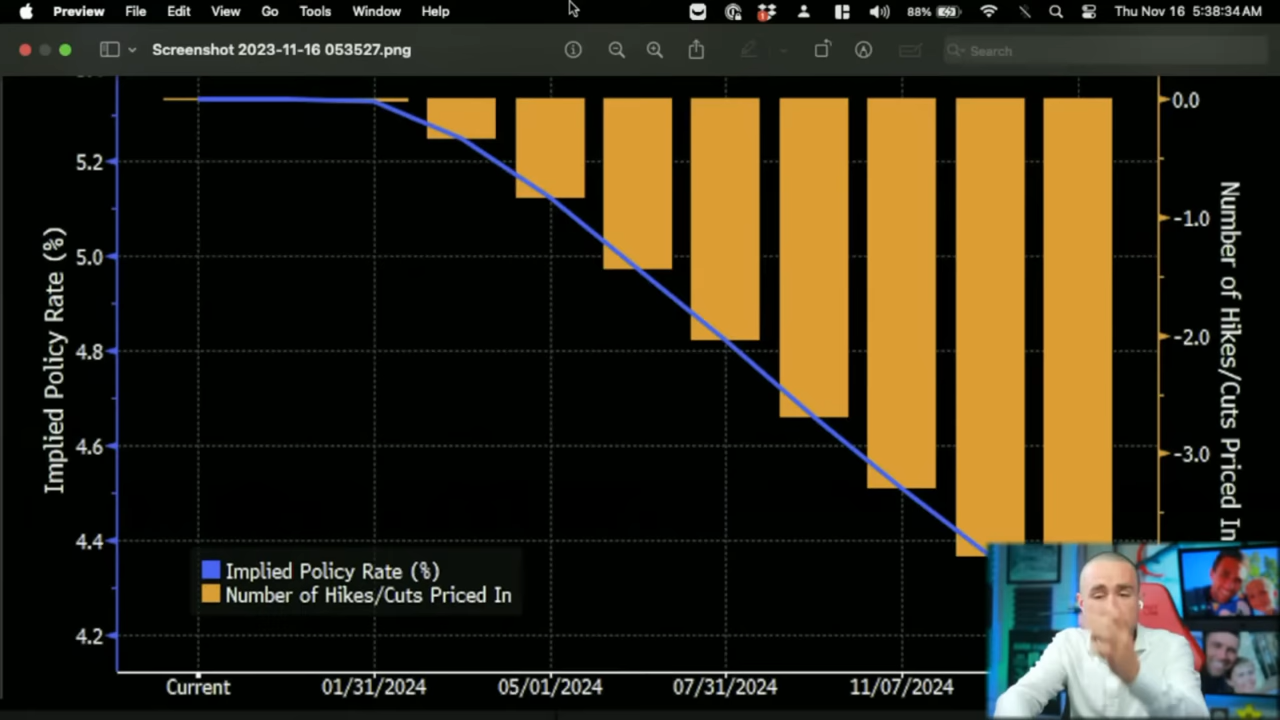 Preview File Edit View Go Tools Window Help 88% Thu Nov 16 5:38:34 AM
Screenshot 2023-11-16 053527.png
Search
0.0
5.2
-1.0
5.0
-2.0
4.8
4.6
-3.0
4.4
4.2
Implied Policy Rate (%)
Number of Hikes/Cuts Priced In
Implied Policy Rate (%)
Number of Hikes/Cuts Priced In
Current 01/31/2024 05/01/2024 07/31/2024 11/07/2024